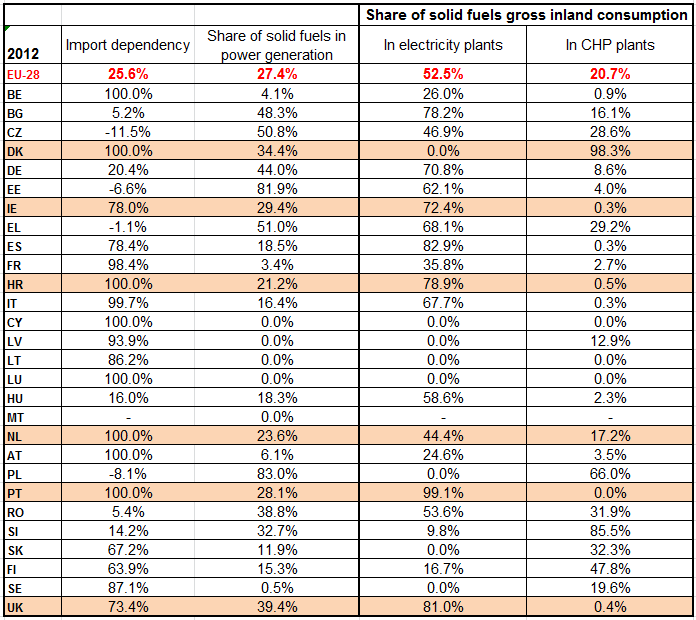 Share of solid fuels gross inland consumption
2012 Import dependency Share of solid fuels in power generation In electricity plants In CHP plants
EU-28 25.6% 27.4% 52.5% 20.7%
BE 100.0% 4.1% 26.0% 0.9%
BG 5.2% 48.3% 78.2% 16.1%
CZ -11.5% 50.8% 46.9% 28.6%
DK 100.0% 34.4% 0.0% 98.3%
DE 20.4% 44.0% 70.8% 8.6%
EE -6.6% 81.9% 62.1% 4.0%
IE 78.0% 29.4% 72.4% 0.3%
EL -1.1% 51.0% 68.1% 29.2%
ES 78.4% 18.5% 82.9% 0.3%
FR 98.4% 3.4% 35.8% 2.7%
HR 100.0% 21.2% 78.9% 0.5%
IT 99.7% 16.4% 67.7% 0.3%
CY 100.0% 0.0% 0.0% 0.0%
LV 93.9% 0.0% 0.0% 12.9%
LT 86.2% 0.0% 0.0% 0.0%
LU 100.0% 0.0% 0.0% 0.0%
HU 16.0% 18.3% 58.6% 2.3%
MT - 0.0% - -
NL 100.0% 23.6% 44.4% 17.2%
AT 100.0% 6.1% 24.6% 3.5%
PL -8.1% 83.0% 0.0% 66.0%
PT 100.0% 28.1% 99.1% 0.0%
RO 5.4% 38.8% 53.6% 31.9%
SI 14.2% 32.7% 9.8% 85.5%
SK 67.2% 11.9% 0.0% 32.3%
FI 63.9% 15.3% 16.7% 47.8%
SE 87.1% 0.5% 0.0% 19.6%
UK 73.4% 39.4% 81.0% 0.4%